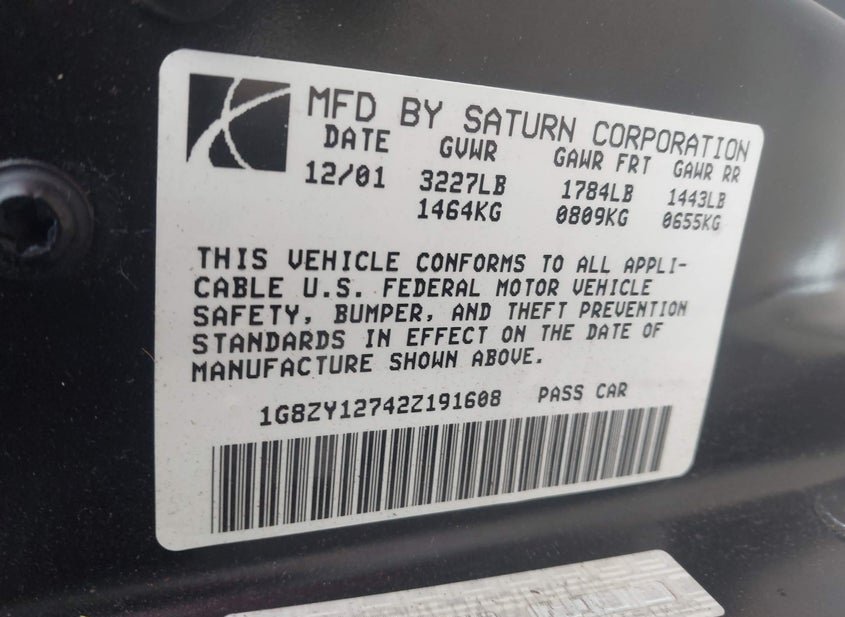 MFD BY SATURN CORPORATION
DATE GVWR GAWR FRT GAWR RR
12/01 3227LB 1784LB 1443LB
1464KG 0809KG 0655KG
THIS VEHICLE CONFORMS TO ALL APPLI-
CABLE U.S. FEDERAL MOTOR VEHICLE
SAFETY, BUMPER, AND THEFT PREVENTION
STANDARDS IN EFFECT ON THE DATE OF
MANUFACTURE SHOWN ABOVE.
1G8ZY12742Z191608 PASS CAR